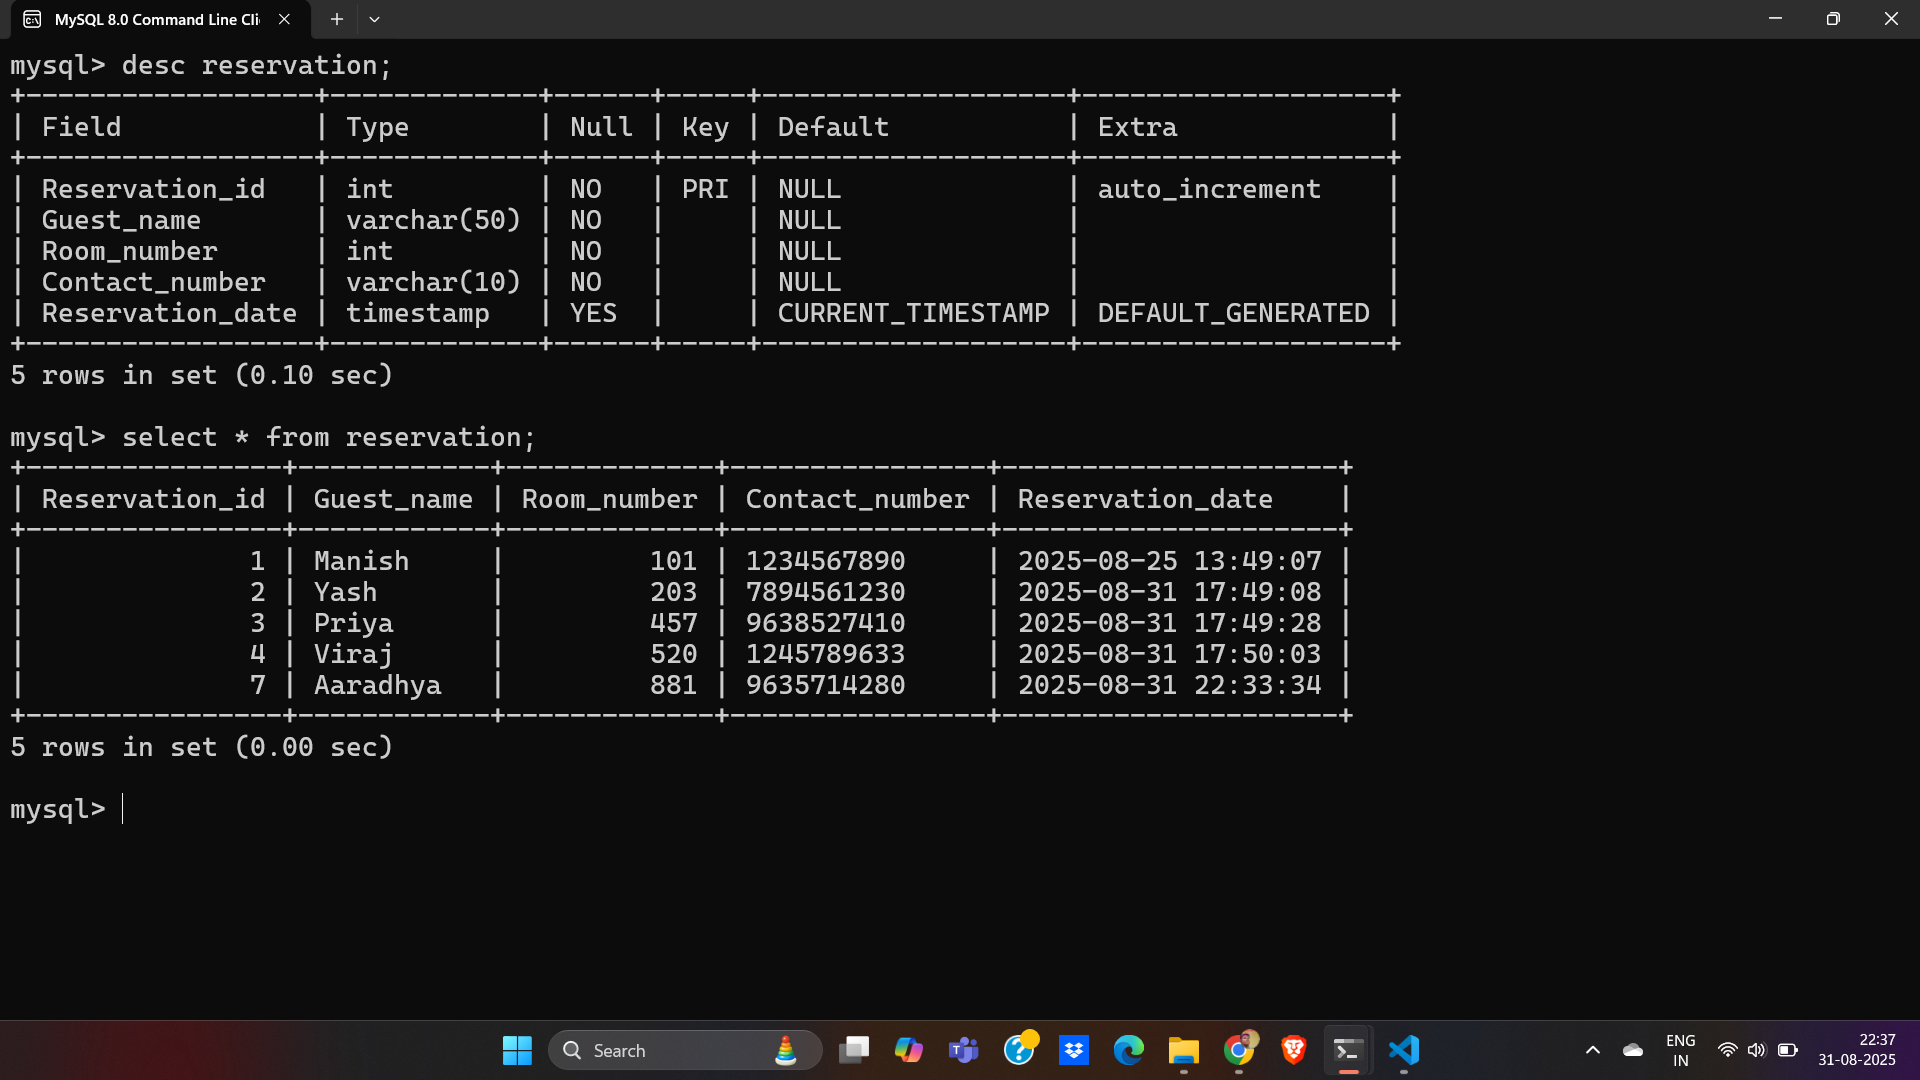 MySQL 8.0 Command Line Cli
mysql> desc reservation;
+------------------+-------------+------+-----+-------------------+-------------------+
| Field            | Type        | Null | Key | Default           | Extra             |
+------------------+-------------+------+-----+-------------------+-------------------+
| Reservation_id   | int         | NO   | PRI | NULL              | auto_increment    |
| Guest_name       | varchar(50) | NO   |     | NULL              |                   |
| Room_number      | int         | NO   |     | NULL              |                   |
| Contact_number   | varchar(10) | NO   |     | NULL              |                   |
| Reservation_date | timestamp   | YES  |     | CURRENT_TIMESTAMP | DEFAULT_GENERATED |
+------------------+-------------+------+-----+-------------------+-------------------+
5 rows in set (0.10 sec)
mysql> select * from reservation;
+----------------+------------+-------------+----------------+---------------------+
| Reservation_id | Guest_name | Room_number | Contact_number | Reservation_date    |
+----------------+------------+-------------+----------------+---------------------+
|              1 | Manish     |         101 | 1234567890     | 2025-08-25 13:49:07 |
|              2 | Yash       |         203 | 7894561230     | 2025-08-31 17:49:08 |
|              3 | Priya      |         457 | 9638527410     | 2025-08-31 17:49:28 |
|              4 | Viraj      |         520 | 1245789633     | 2025-08-31 17:50:03 |
|              7 | Aaradhya   |         881 | 9635714280     | 2025-08-31 22:33:34 |
+----------------+------------+-------------+----------------+---------------------+
5 rows in set (0.00 sec)
mysql>
Search
ENG
IN
22:37
31-08-2025